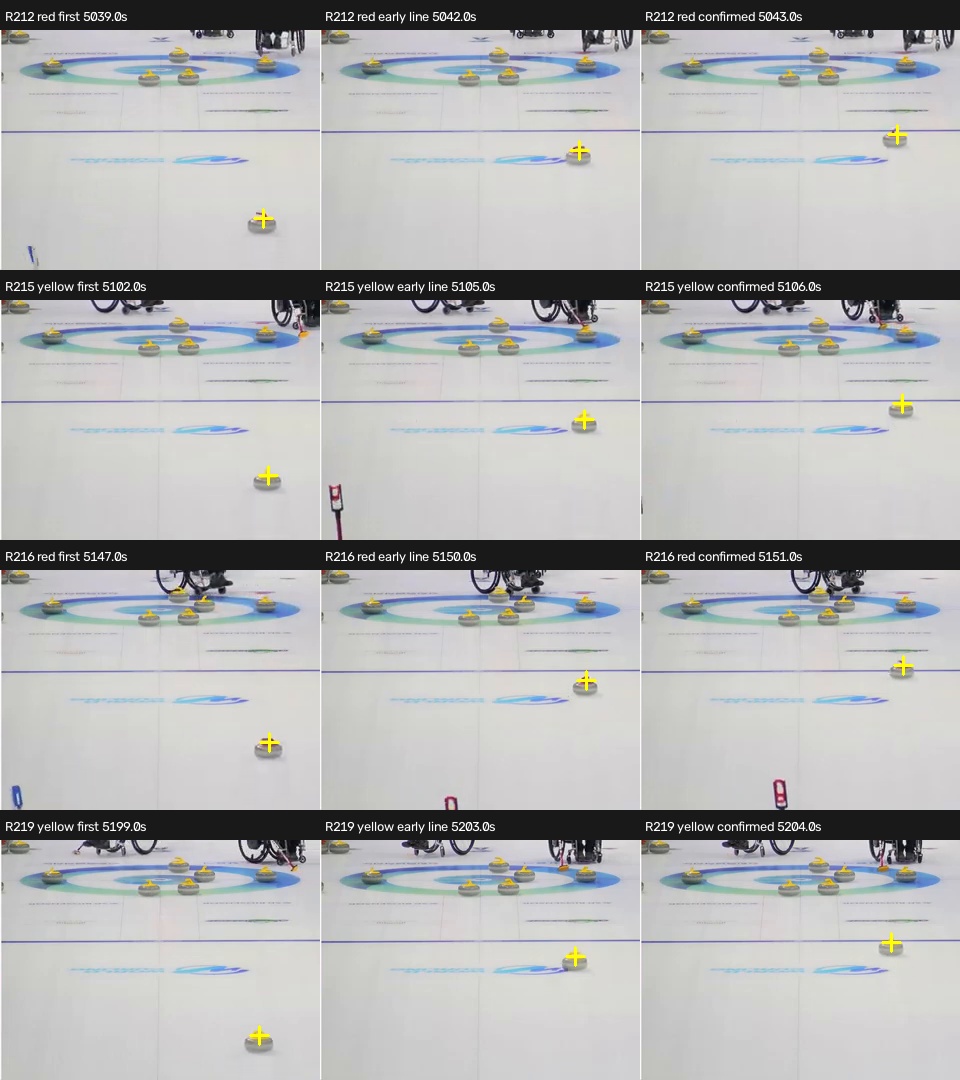 R212 red first 5039.0s
R212 red early line 5042.0s
R212 red confirmed 5043.0s
R215 yellow first 5102.0s
R215 yellow early line 5105.0s
R215 yellow confirmed 5106.0s
R216 red first 5147.0s
R216 red early line 5150.0s
R216 red confirmed 5151.0s
R219 yellow first 5199.0s
R219 yellow early line 5203.0s
R219 yellow confirmed 5204.0s